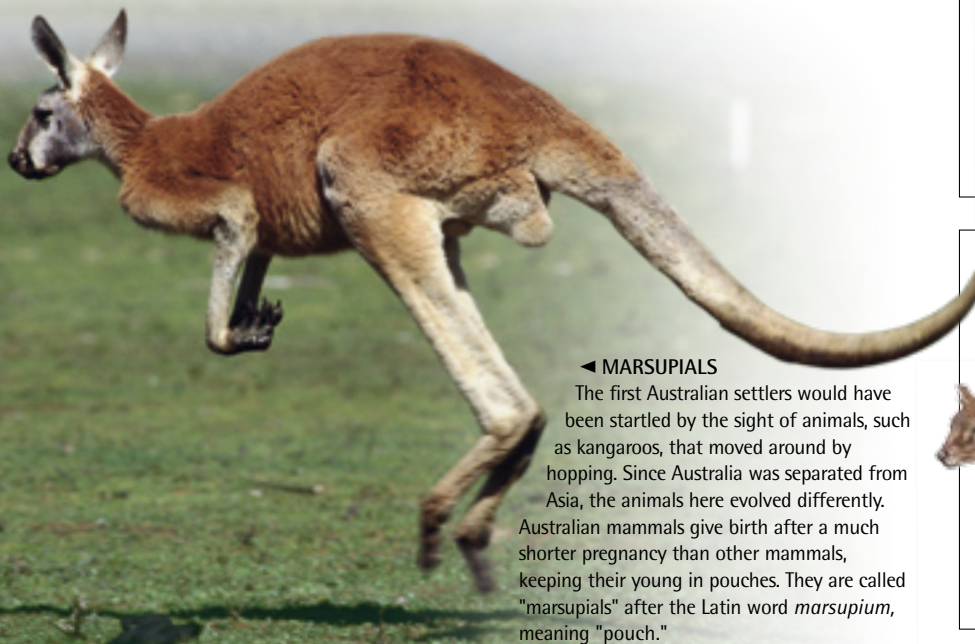 ◄ MARSUPIALS
The first Australian settlers would have
been startled by the sight of animals, such
as kangaroos, that moved around by
hopping. Since Australia was separated from
Asia, the animals here evolved differently.
Australian mammals give birth after a much
shorter pregnancy than other mammals,
keeping their young in pouches. They are called
"marsupials" after the Latin word marsupium,
meaning "pouch."